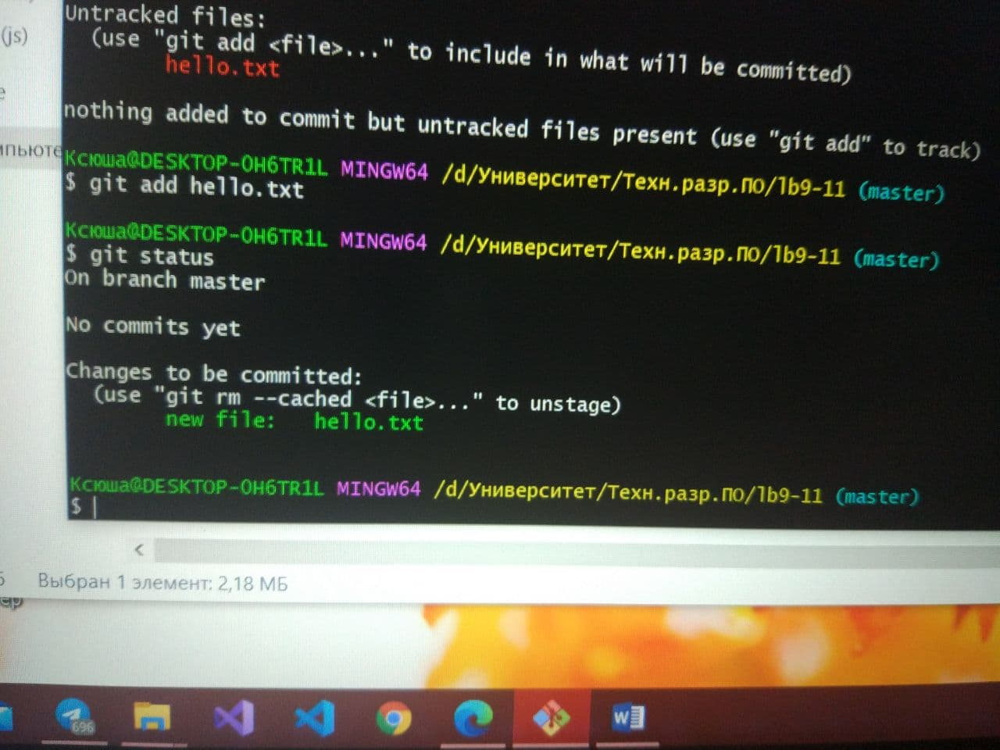 (js)
Untracked files:
(use "git add <file>..." to include in what will be committed)
hello.txt
nothing added to commit but untracked files present (use "git add" to track)
Ксюша@DESKTOP-OH6TR1L MINGW64 /d/Университет/Техн.разр.ПО/lb9-11 (master)
$ git add hello.txt
Ксюша@DESKTOP-OH6TR1L MINGW64 /d/Университет/Техн.разр.ПО/lb9-11 (master)
$ git status
On branch master
No commits yet
Changes to be committed:
(use "git rm --cached <file>..." to unstage)
new file: hello.txt
Ксюша@DESKTOP-OH6TR1L MINGW64 /d/Университет/Техн.разр.ПО/lb9-11 (master)
$
Выбран 1 элемент: 2,18 МБ
696
W